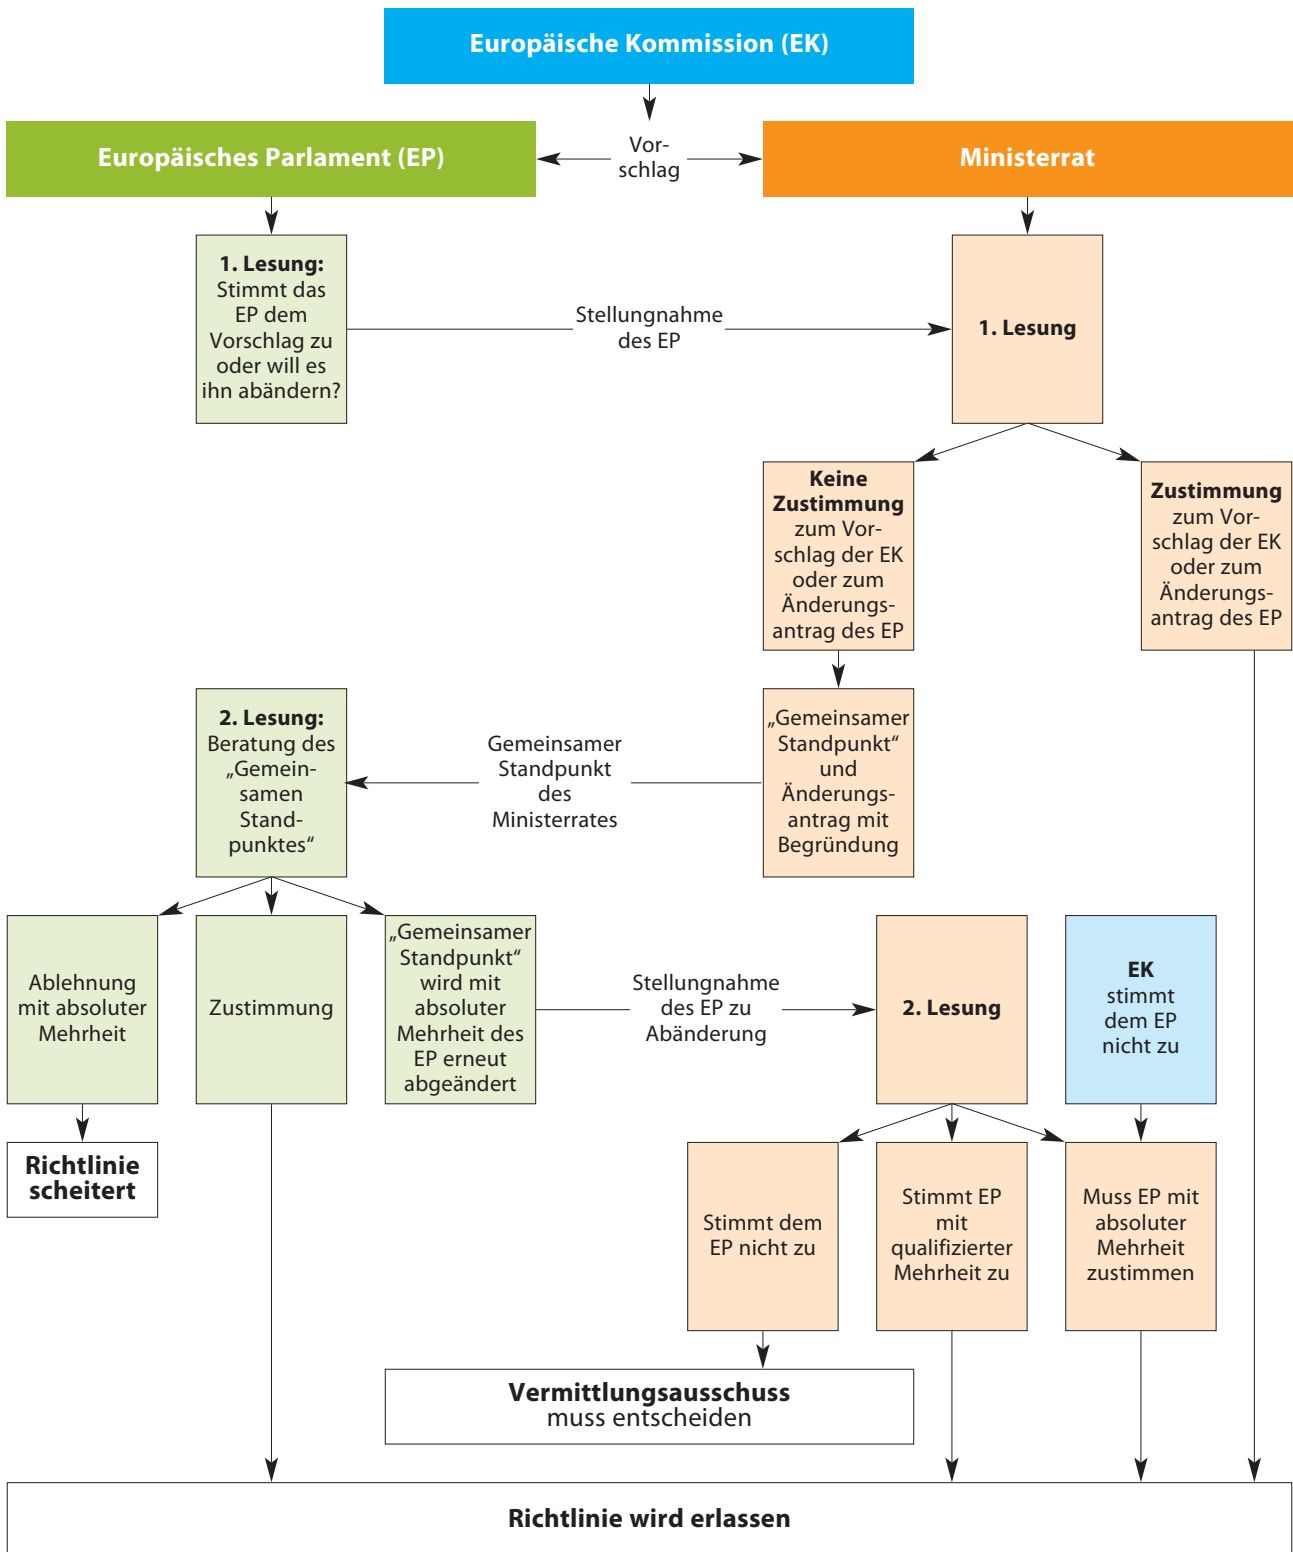 Europäische Kommission (EK)
Europäisches Parlament (EP)
Vor-
schlag
Ministerrat
1. Lesung:
Stimmt das
EP dem
Vorschlag zu
oder will es
ihn abändern?
Stellungnahme
des EP
1. Lesung
Keine
Zustimmung
zum Vor-
schlag der EK
oder zum
Änderungs-
antrag des EP
Zustimmung
zum Vor-
schlag der EK
oder zum
Änderungs-
antrag des EP
2. Lesung:
Beratung des
„Gemein-
samen
Stand-
punktes“
Gemeinsamer
Standpunkt
des
Ministerrates
„Gemeinsamer
Standpunkt“
und
Änderungs-
antrag mit
Begründung
Ablehnung
mit absoluter
Mehrheit
Zustimmung
„Gemeinsamer
Standpunkt“
wird mit
absoluter
Mehrheit des
EP erneut
abgeändert
Stellungnahme
des EP zu
Abänderung
2. Lesung
EK
stimmt
dem EP
nicht zu
Richtlinie
scheitert
Stimmt dem
EP nicht zu
Stimmt EP
mit
qualifizierter
Mehrheit zu
Muss EP mit
absoluter
Mehrheit
zustimmen
Vermittlungsausschuss
muss entscheiden
Richtlinie wird erlassen